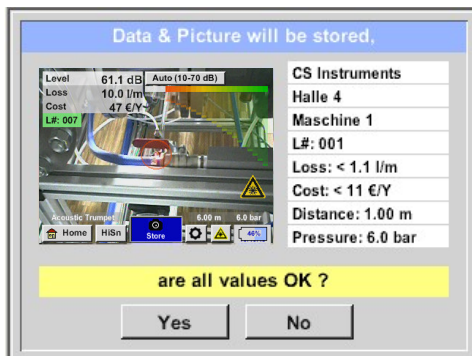 Data & Picture will be stored,
Level 61.1 dB Auto (10-70 dB)
Loss 10.0 l/m
Cost 47 €/Y
L#: 007
Acoustic Trumpet 6.00 m 6.0 bar
Home HiSn Store 46%
CS Instruments
Halle 4
Maschine 1
L#: 001
Loss: < 1.1 l/m
Cost: < 11 €/Y
Distance: 1.00 m
Pressure: 6.0 bar
are all values OK ?
Yes No